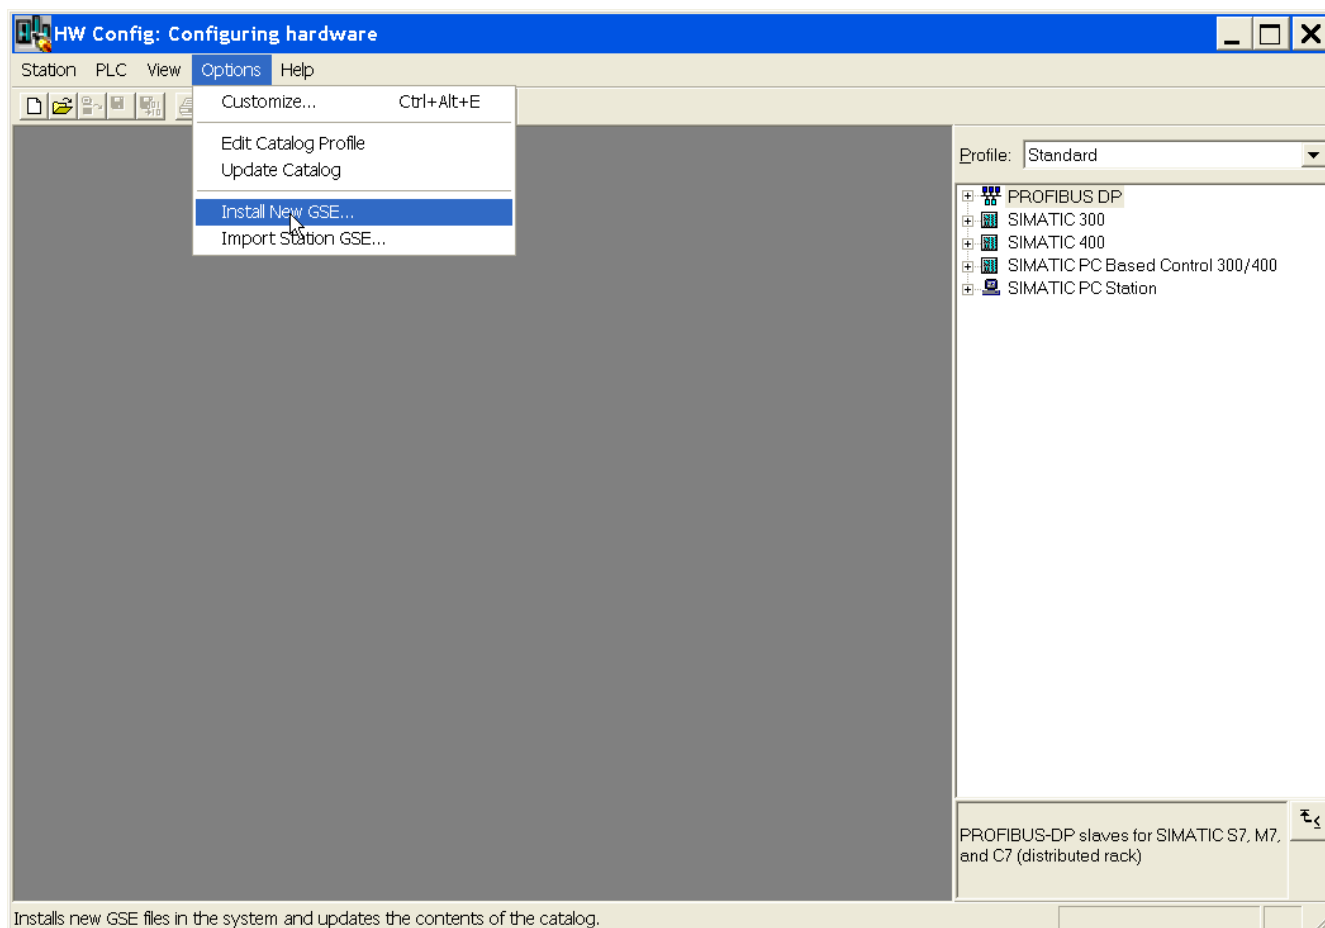 HW Config: Configuring hardware
Station PLC View Options Help
Customize... Ctrl+Alt+E
Edit Catalog Profile
Update Catalog
Install New GSE...
Import Station GSE...
Profile: Standard
PROFIBUS DP
SIMATIC 300
SIMATIC 400
SIMATIC PC Based Control 300/400
SIMATIC PC Station
PROFIBUS-DP slaves for SIMATIC S7, M7,
and C7 (distributed rack)
Installs new GSE files in the system and updates the contents of the catalog.